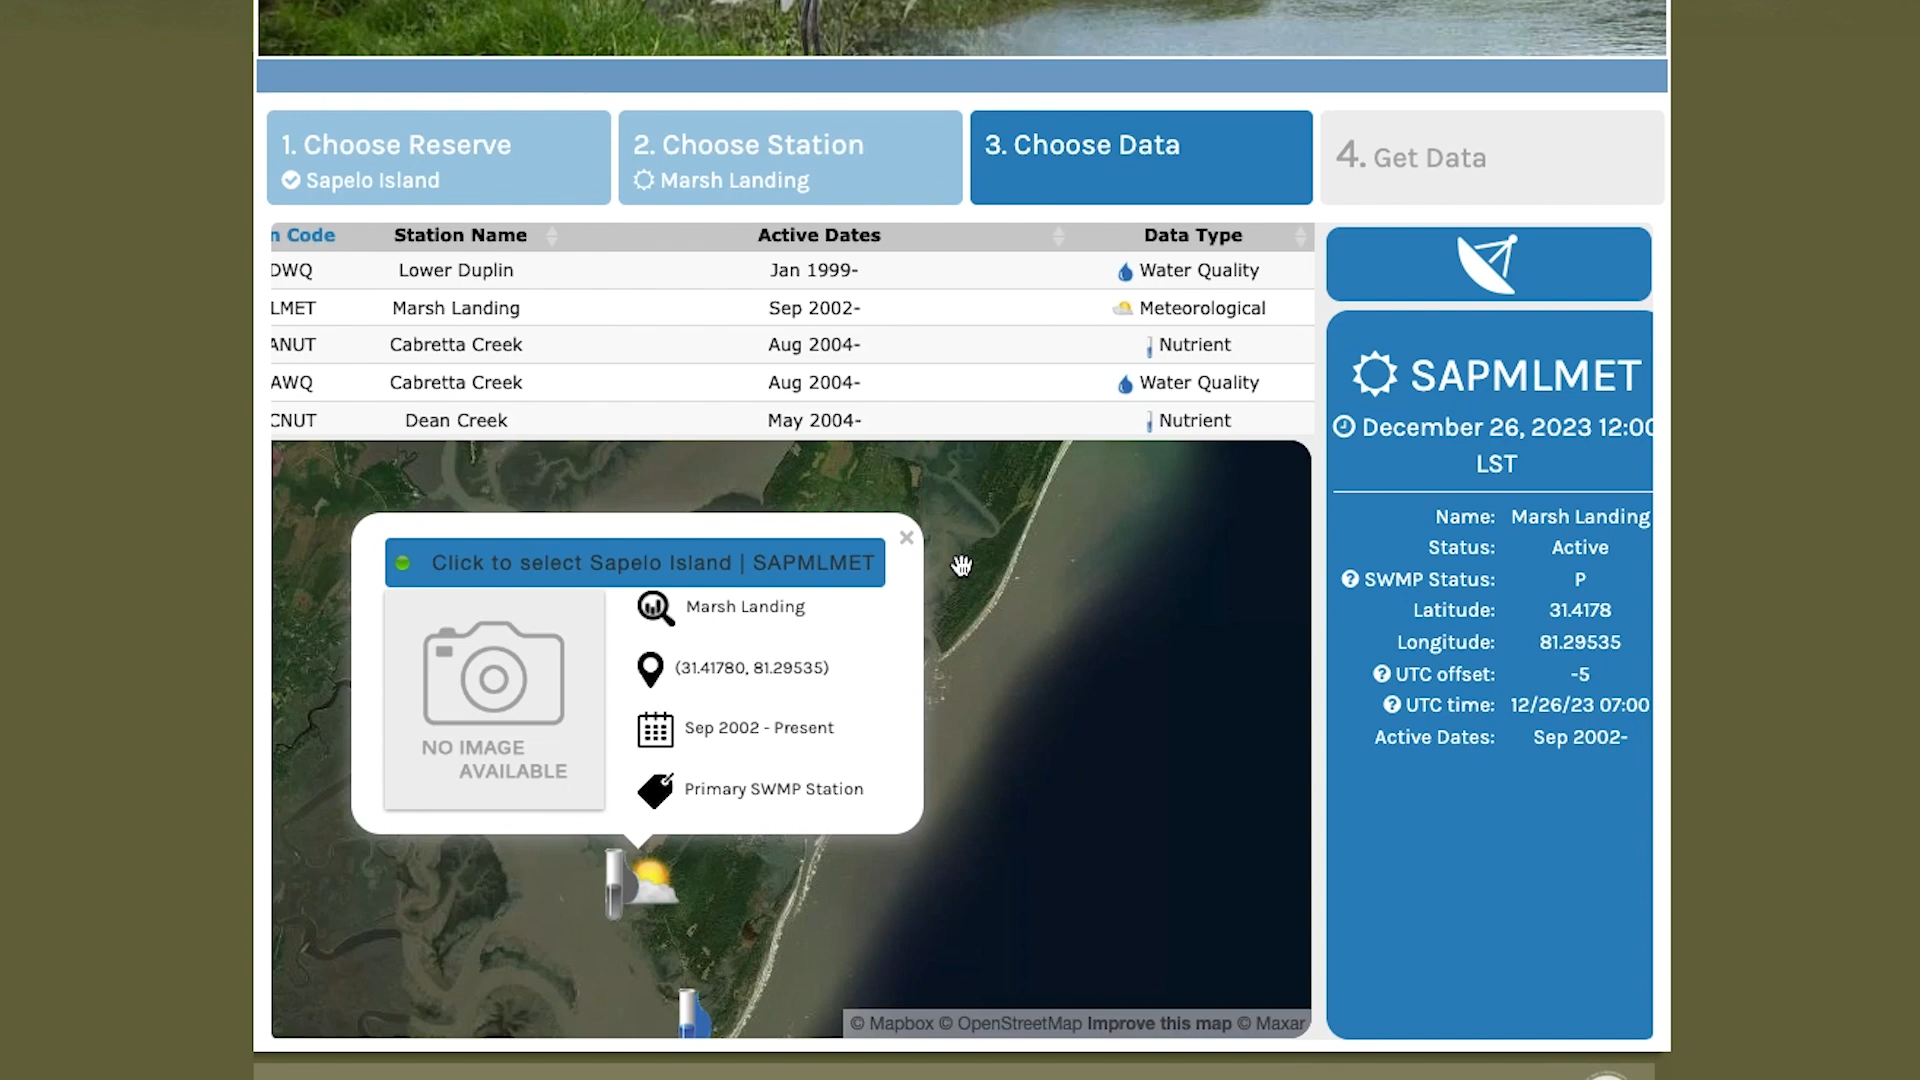 1. Choose Reserve
Sapelo Island
2. Choose Station
Marsh Landing
3. Choose Data
4. Get Data
n Code Station Name Active Dates Data Type
DWQ Lower Duplin Jan 1999- Water Quality
LMET Marsh Landing Sep 2002- Meteorological
ANUT Cabretta Creek Aug 2004- Nutrient
AWQ Cabretta Creek Aug 2004- Water Quality
CNUT Dean Creek May 2004- Nutrient
Click to select Sapelo Island | SAPMLMET
×
NO IMAGE
AVAILABLE
Marsh Landing
(31.41780, 81.29535)
Sep 2002 - Present
Primary SWMP Station
© Mapbox © OpenStreetMap Improve this map © Maxar
SAPMLMET
December 26, 2023 12:00
LST
Name: Marsh Landing
Status: Active
? SWMP Status: P
Latitude: 31.4178
Longitude: 81.29535
? UTC offset: -5
? UTC time: 12/26/23 07:00
Active Dates: Sep 2002-